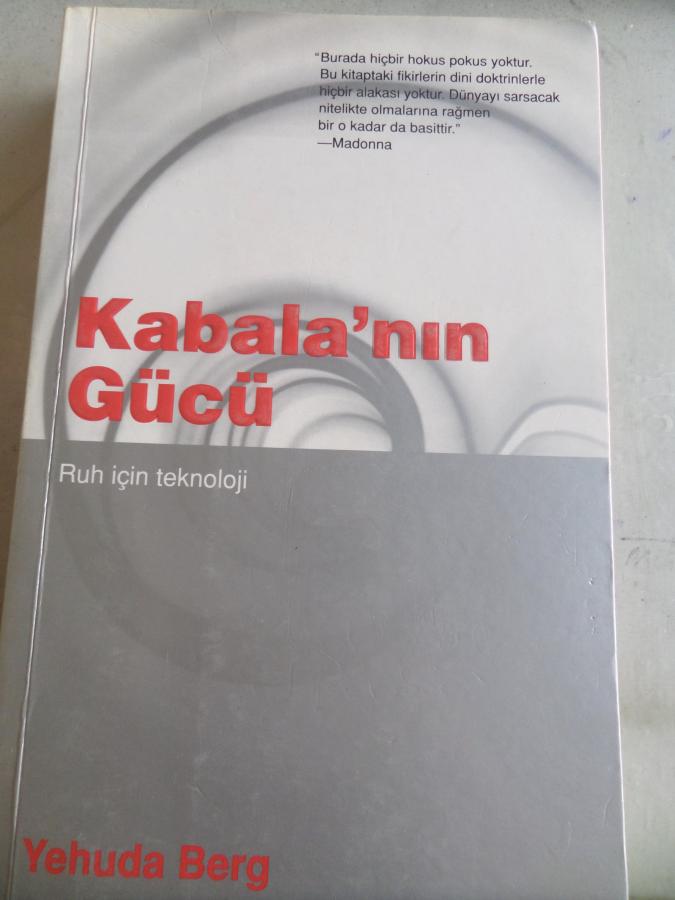 “Burada hiçbir hokus pokus yoktur.
Bu kitaptaki fikirlerin dini doktrinlerle
hiçbir alakası yoktur. Dünyayı sarsacak
nitelikte olmalarına rağmen
bir o kadar da basittir.”
—Madonna
Kabala’nın
Gücü
Ruh için teknoloji
Yehuda Berg